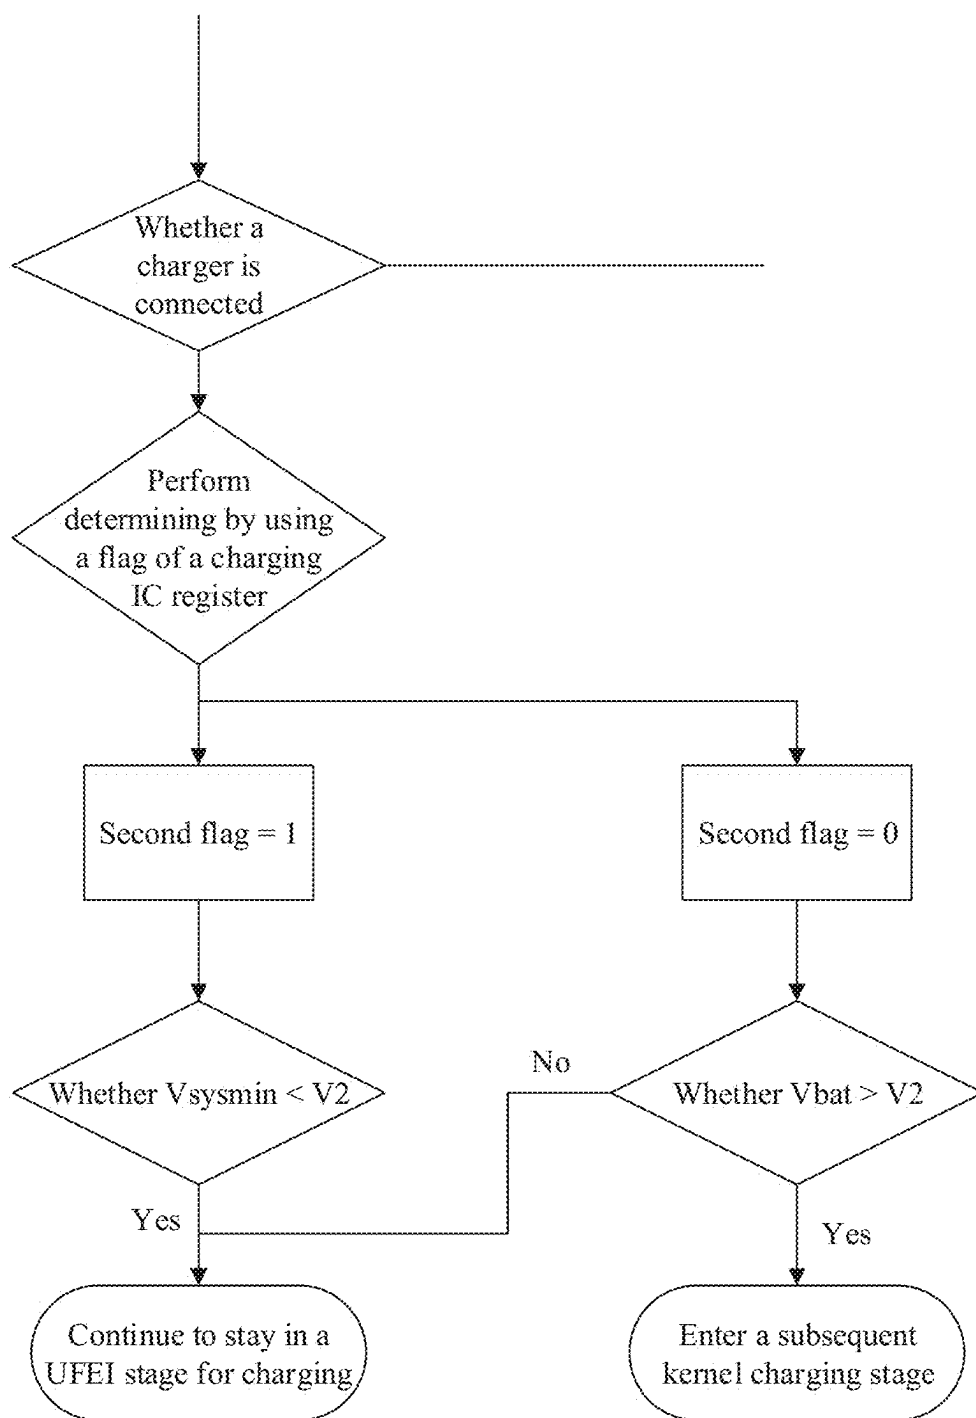 Whether a
charger is
connected
Perform
determining by using
a flag of a charging
IC register
Second flag = 1
Second flag = 0
Whether Vsysmin < V2
No
Whether Vbat > V2
Yes
Yes
Continue to stay in a
UFEI stage for charging
Enter a subsequent
kernel charging stage